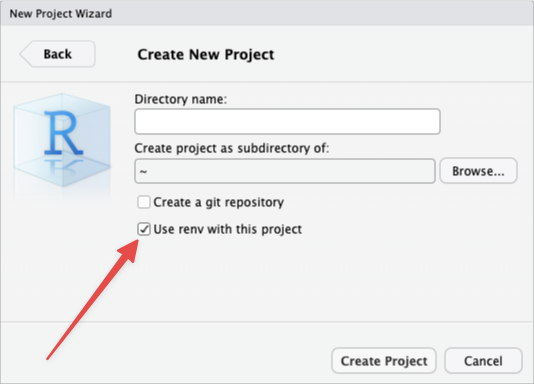 New Project Wizard
Back
Create New Project
R
Directory name:
Create project as subdirectory of:
~
Browse...
Create a git repository
Use renv with this project
Create Project
Cancel